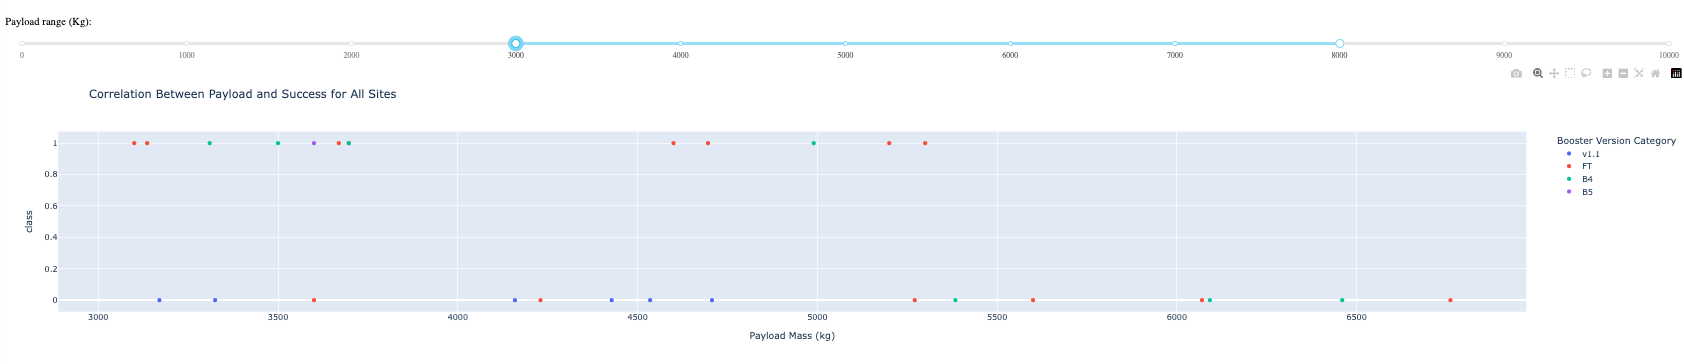 Payload range (Kg):
0 1000 2000 3000 4000 5000 6000 7000 8000 9000 10000
Correlation Between Payload and Success for All Sites
class
1
0.8
0.6
0.4
0.2
0
3000 3500 4000 4500 5000 5500 6000 6500
Payload Mass (kg)
Booster Version Category
v1.1
FT
B4
B5